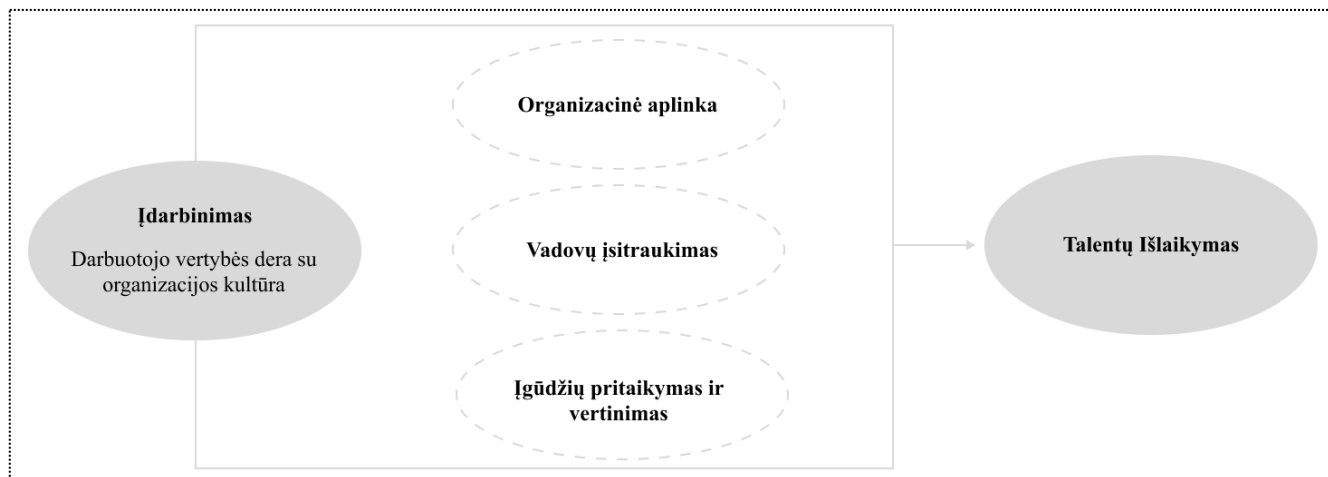 Organizacinė aplinka
Įdarbinimas
Darbuotojo vertybės dera su
organizacijos kultūra
Vadovų įsitraukimas
Talentų Išlaikymas
Įgūdžių pritaikymas ir
vertinimas